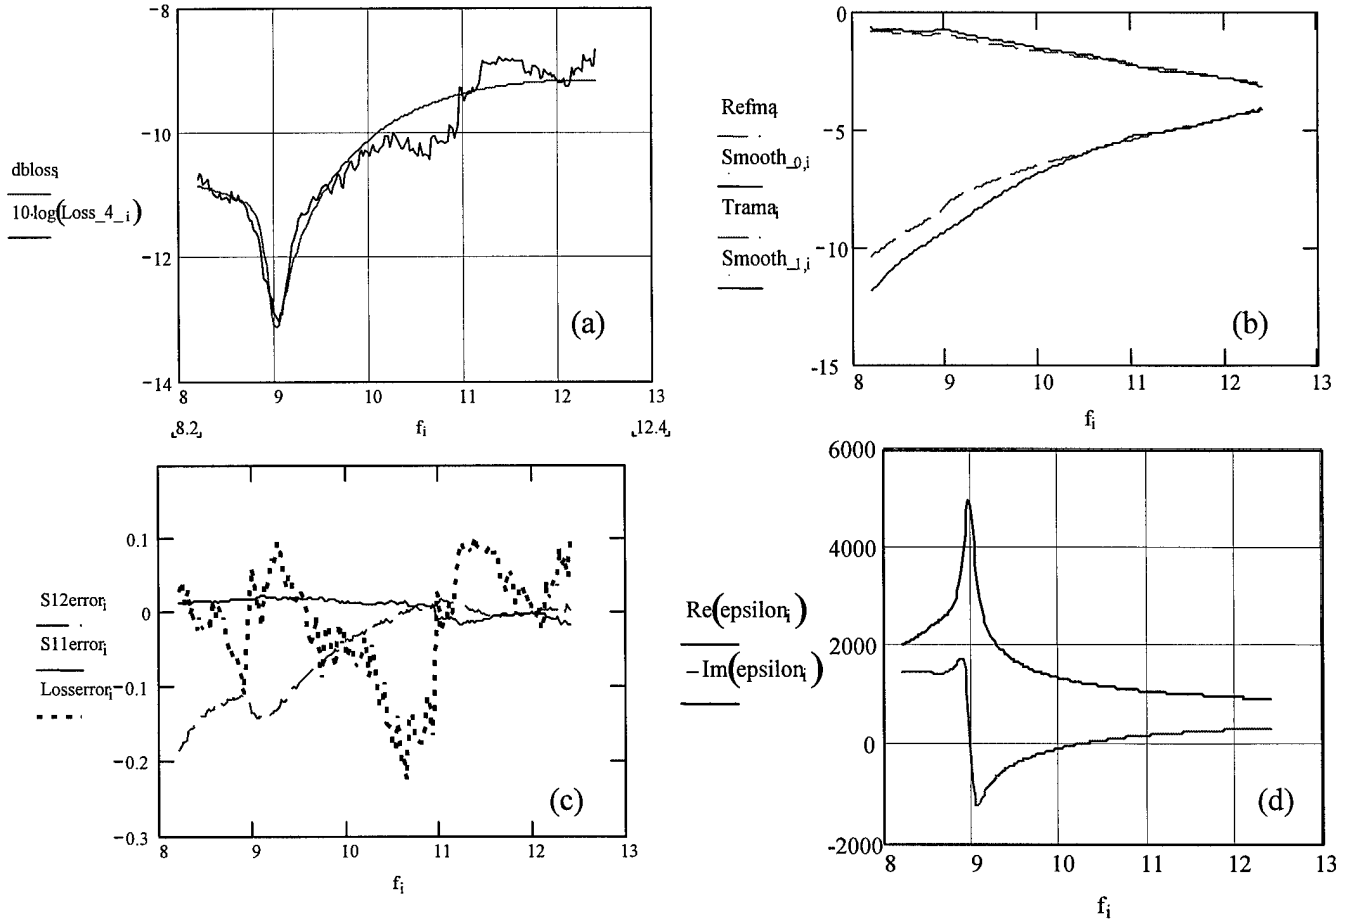 −8
−10
−12
−14
dbloss_i
10·log(Loss_4_i)
(a)
8
9
10
11
12
13
8.2
f_i
12.4
0
−5
−10
-15
Refma_i
Smooth_0,i
Trama_i
Smooth_1,i
(b)
8
9
10
11
12
13
f_i
0.1
0
−0.1
−0.2
−0.3
S12error_i
S11error_i
Losserror_i
(c)
8
9
10
11
12
13
f_i
6000
4000
2000
0
-2000
Re(epsilon_i)
−Im(epsilon_i)
(d)
8
9
10
11
12
13
f_i